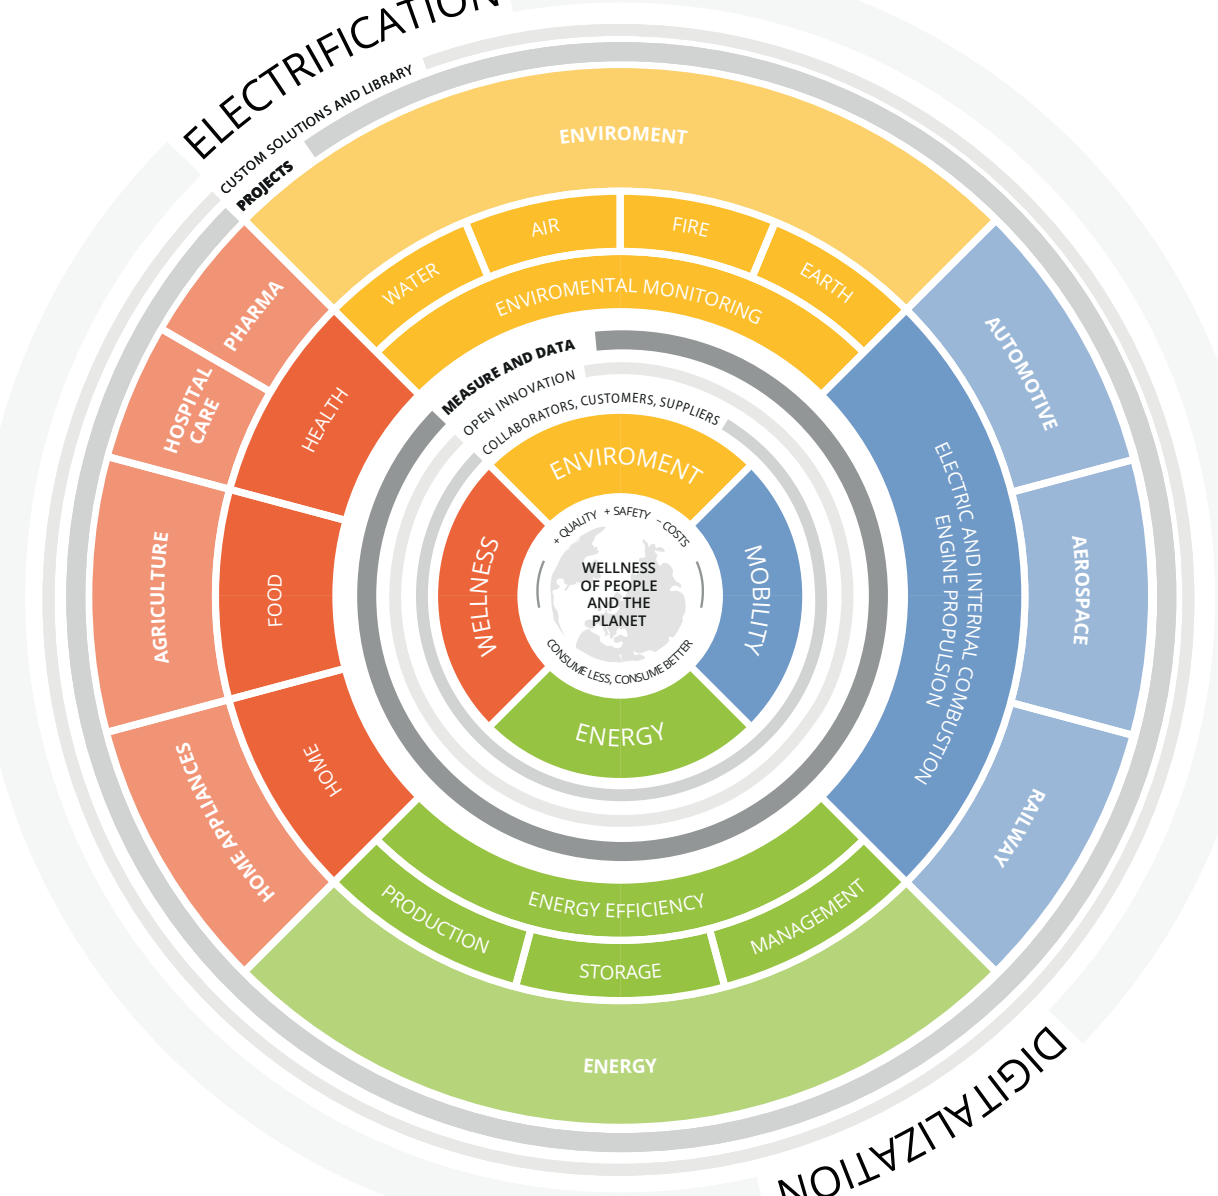 ELECTRIFICATION
CUSTOM SOLUTIONS AND LIBRARY
PROJECTS
ENVIROMENT
WATER
AIR
FIRE
EARTH
ENVIROMENTAL MONITORING
MEASURE AND DATA
OPEN INNOVATION
COLLABORATORS, CUSTOMERS, SUPPLIERS
ENVIROMENT
MOBILITY
ENERGY
WELLNESS
+ QUALITY + SAFETY – COSTS
WELLNESS
OF PEOPLE
AND THE
PLANET
CONSUME LESS, CONSUME BETTER
PHARMA
HOSPITAL
CARE
AGRICULTURE
HOME APPLIANCES
HEALTH
FOOD
HOME
ELECTRIC AND INTERNAL COMBUSTION
ENGINE PROPULSION
AUTOMOTIVE
AEROSPACE
RAILWAY
ENERGY EFFICIENCY
PRODUCTION
STORAGE
MANAGEMENT
ENERGY
DIGITALIZATION